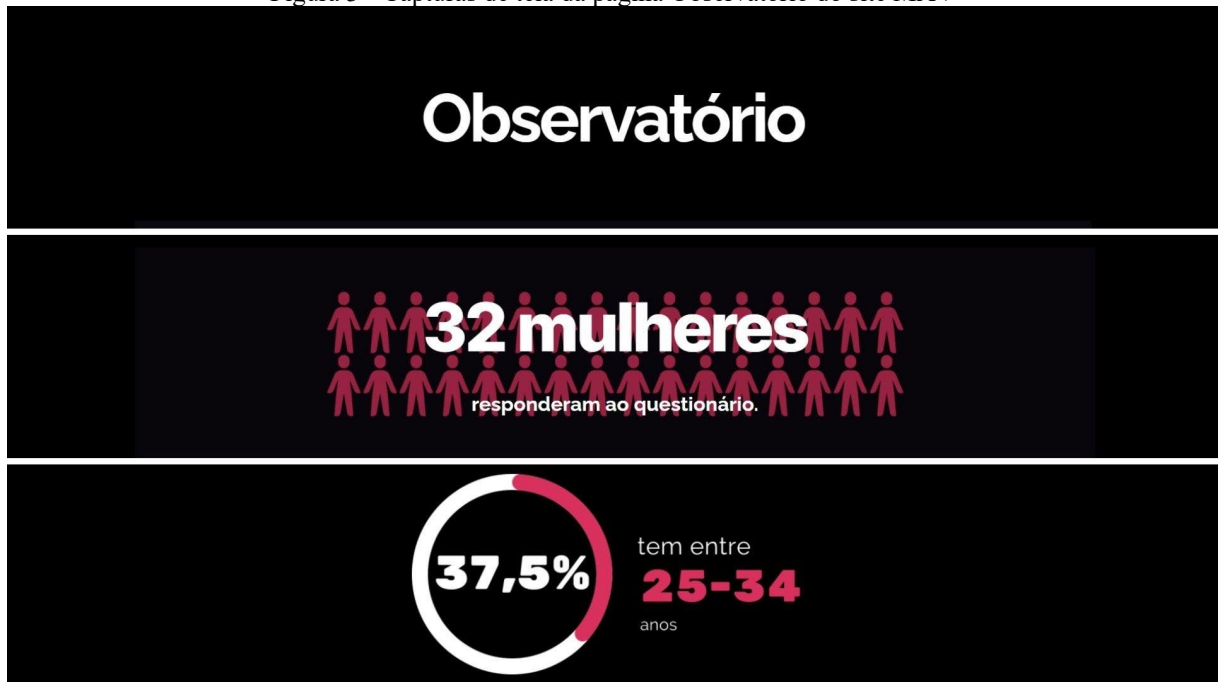 Observatório
32 mulheres
responderam ao questionário.
37,5%
tem entre
25-34
anos